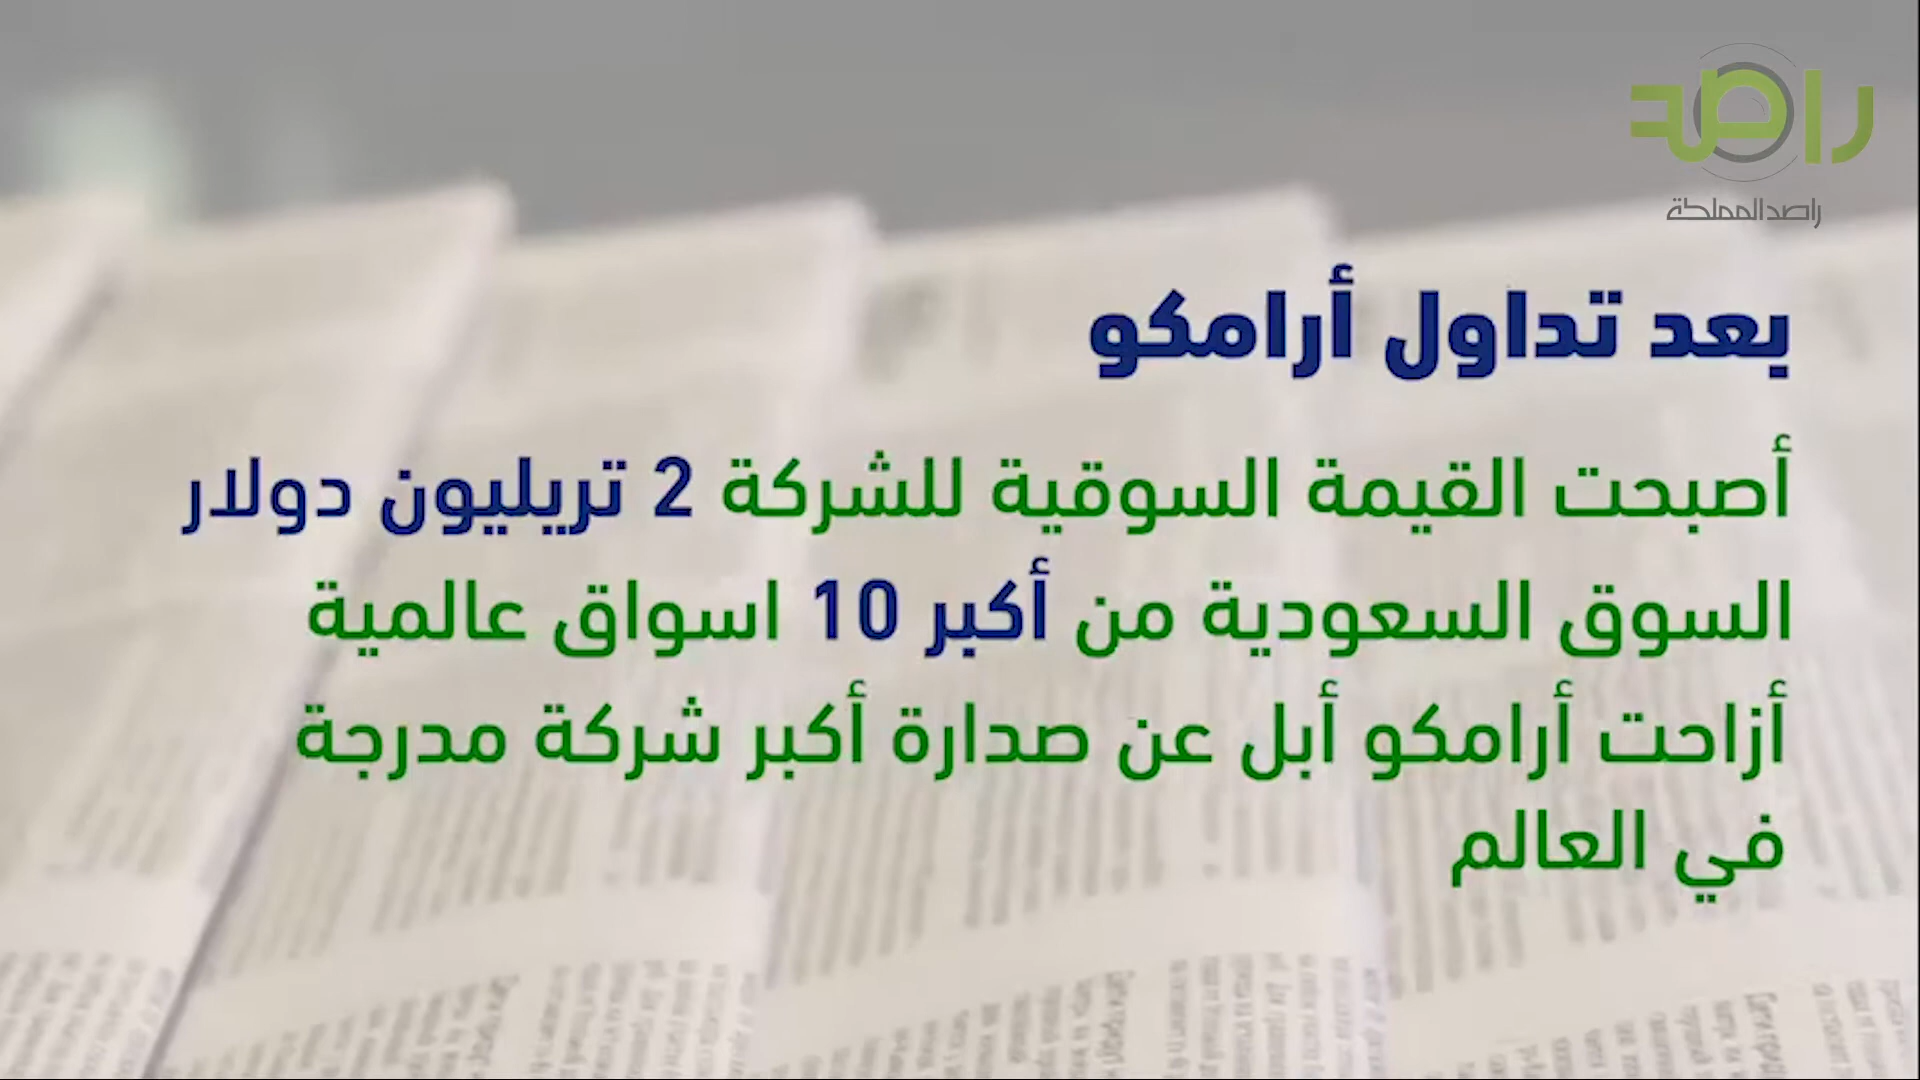 راصد
راصد المملكة
بعد تداول أرامكو
أصبحت القيمة السوقية للشركة 2 تريليون دولار
السوق السعودية من أكبر 10 اسواق عالمية
أزاحت أرامكو أبل عن صدارة أكبر شركة مدرجة
في العالم